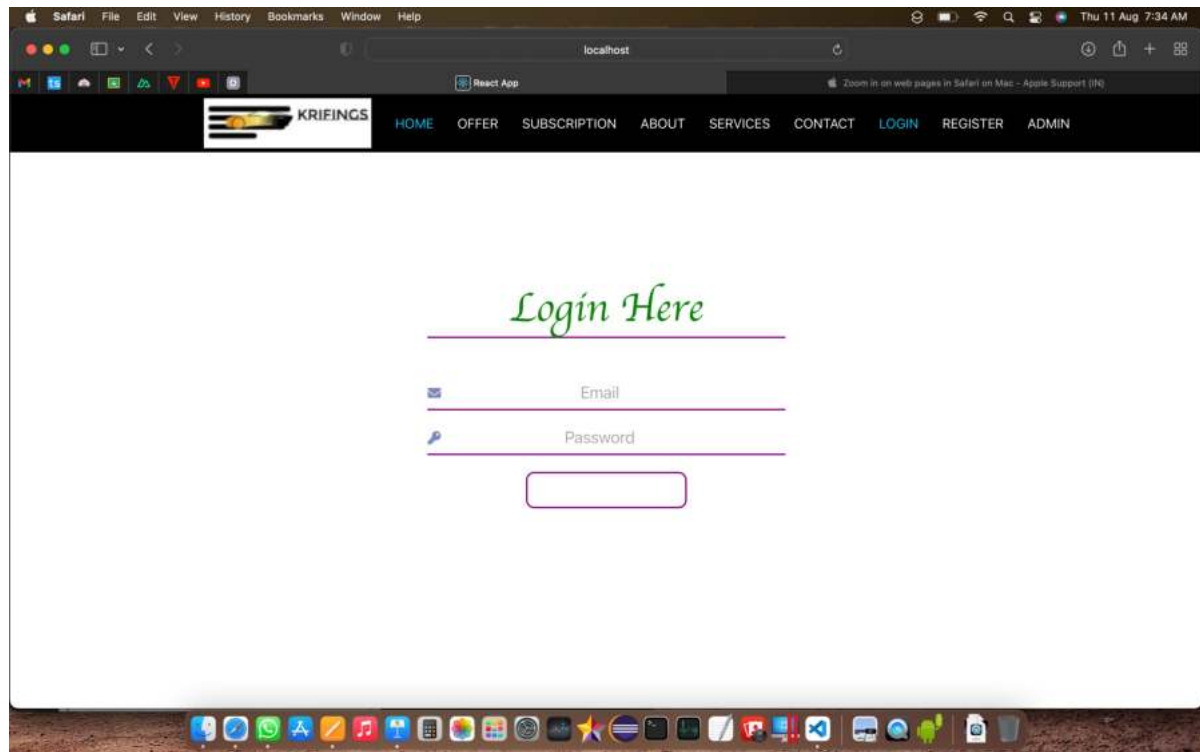 Safari File Edit View History Bookmarks Window Help Thu 11 Aug 7:34 AM
localhost
React App Zoom in on web pages in Safari on Mac - Apple Support (IN)
KRIFINGS HOME OFFER SUBSCRIPTION ABOUT SERVICES CONTACT LOGIN REGISTER ADMIN
Login Here
Email
Password